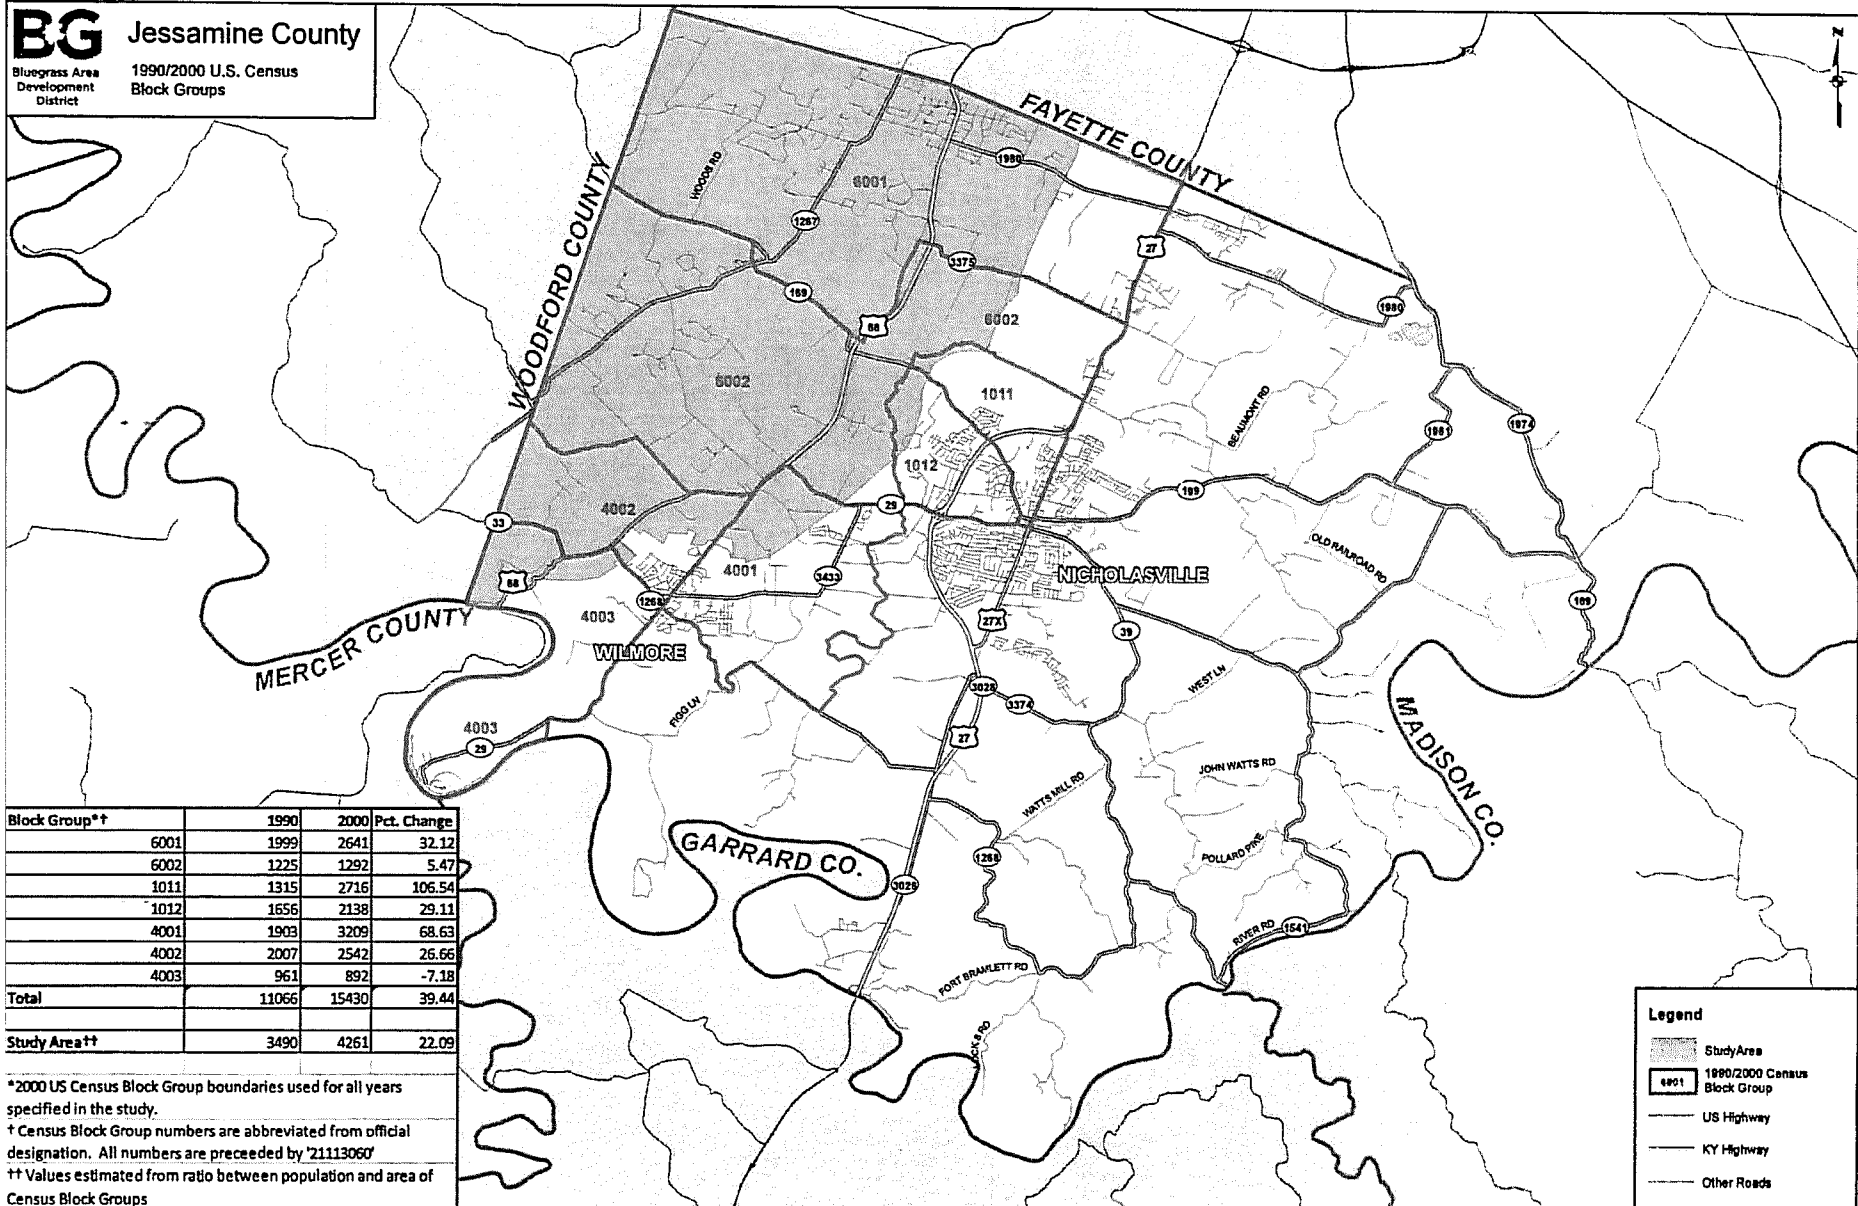 BG
Bluegrass Area
Development
District
Jessamine County
1990/2000 U.S. Census
Block Groups
N
FAYETTE COUNTY
WOODFORD COUNTY
MERCER COUNTY
GARRARD CO.
MADISON CO.
WOODS RD
6001
1980
1267
27
3375
169
68
6002
1980
6002
1011
BEAUMONT RD
1981
1974
1012
29
169
4002
33
OLD RAILROAD RD
4001
3433
NICHOLASVILLE
68
1268
4003
WILMORE
27X
39
169
WEST LN
3028
3374
FIGG LN
4003
29
27
JOHN WATTS RD
WATTS MILL RD
1268
POLLARD PIKE
3026
RIVER RD
1541
FORT BRAMLETT RD
Block Group*† 1990 2000 Pct. Change
6001 1999 2641 32.12
6002 1225 1292 5.47
1011 1315 2716 106.54
1012 1656 2138 29.11
4001 1903 3209 68.63
4002 2007 2542 26.66
4003 961 892 -7.18
Total 11066 15430 39.44
Study Area†† 3490 4261 22.09
*2000 US Census Block Group boundaries used for all years
specified in the study.
† Census Block Group numbers are abbreviated from official
designation. All numbers are preceeded by '21113060'
†† Values estimated from ratio between population and area of
Census Block Groups
Legend
StudyArea
6001
1990/2000 Census
Block Group
US Highway
KY Highway
Other Roads